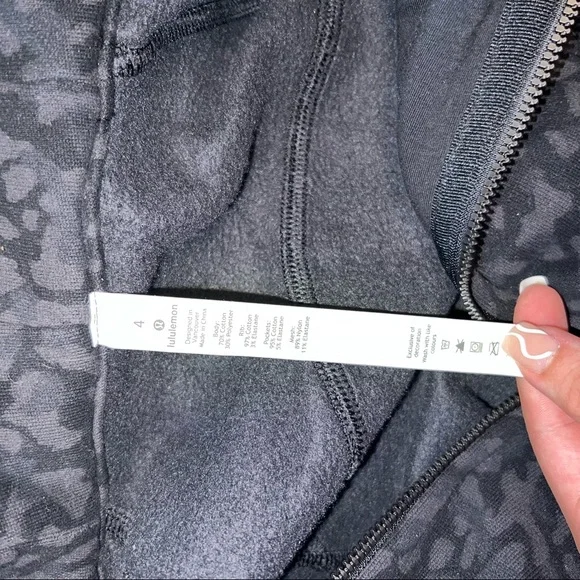 4
lululemon
Designed in
Vancouver
Made in China
Body:
70% Cotton
30% Polyester
Rib:
97% Cotton
3% Elastane
Pockets:
95% Cotton
5% Elastane
Mesh:
89% nylon
11% Elastane
Exclusive of
decoration
Wash with like
colours